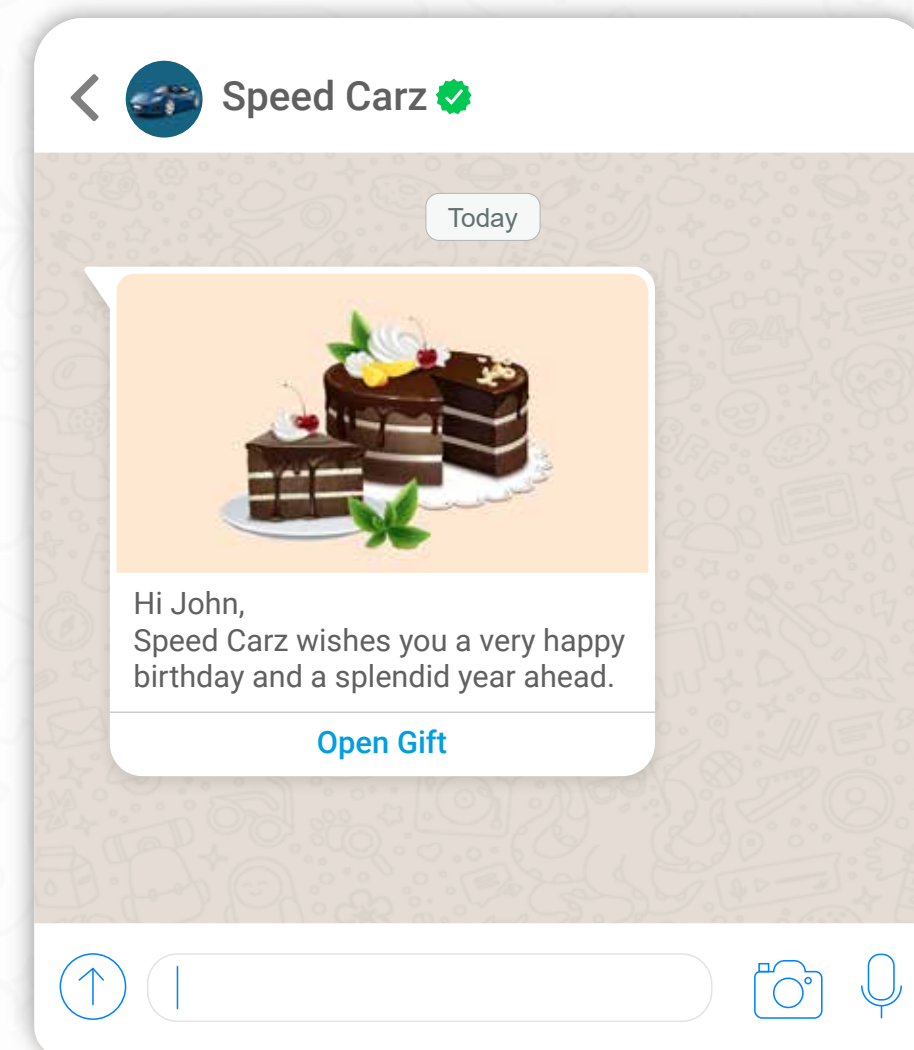 Speed Carz
Today
Hi John,
Speed Carz wishes you a very happy
birthday and a splendid year ahead.
Open Gift